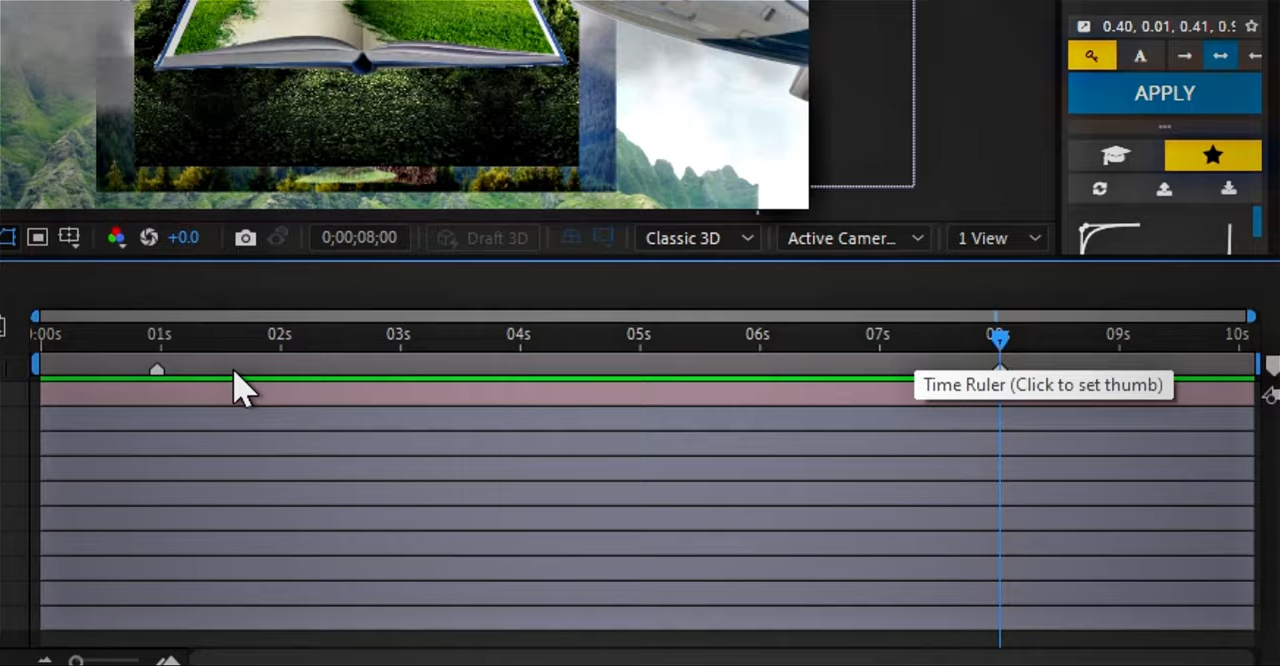 0.40, 0.01, 0.41, 0.9
A
APPLY
+0.0
0;00;08;00
Draft 3D
Classic 3D
Active Camer...
1 View
):00s 01s 02s 03s 04s 05s 06s 07s 09s 10s
Time Ruler (Click to set thumb)